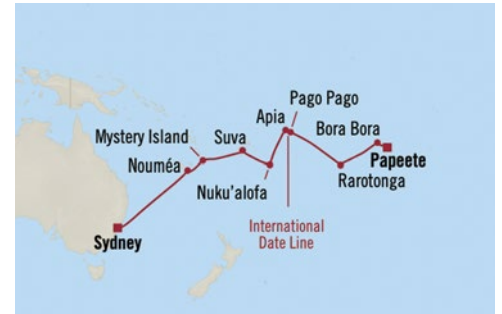 Pago Pago
Apia
Bora Bora
Suva
Mystery Island
Papeete
Nouméa
Rarotonga
Nuku'alofa
International
Date Line
Sydney